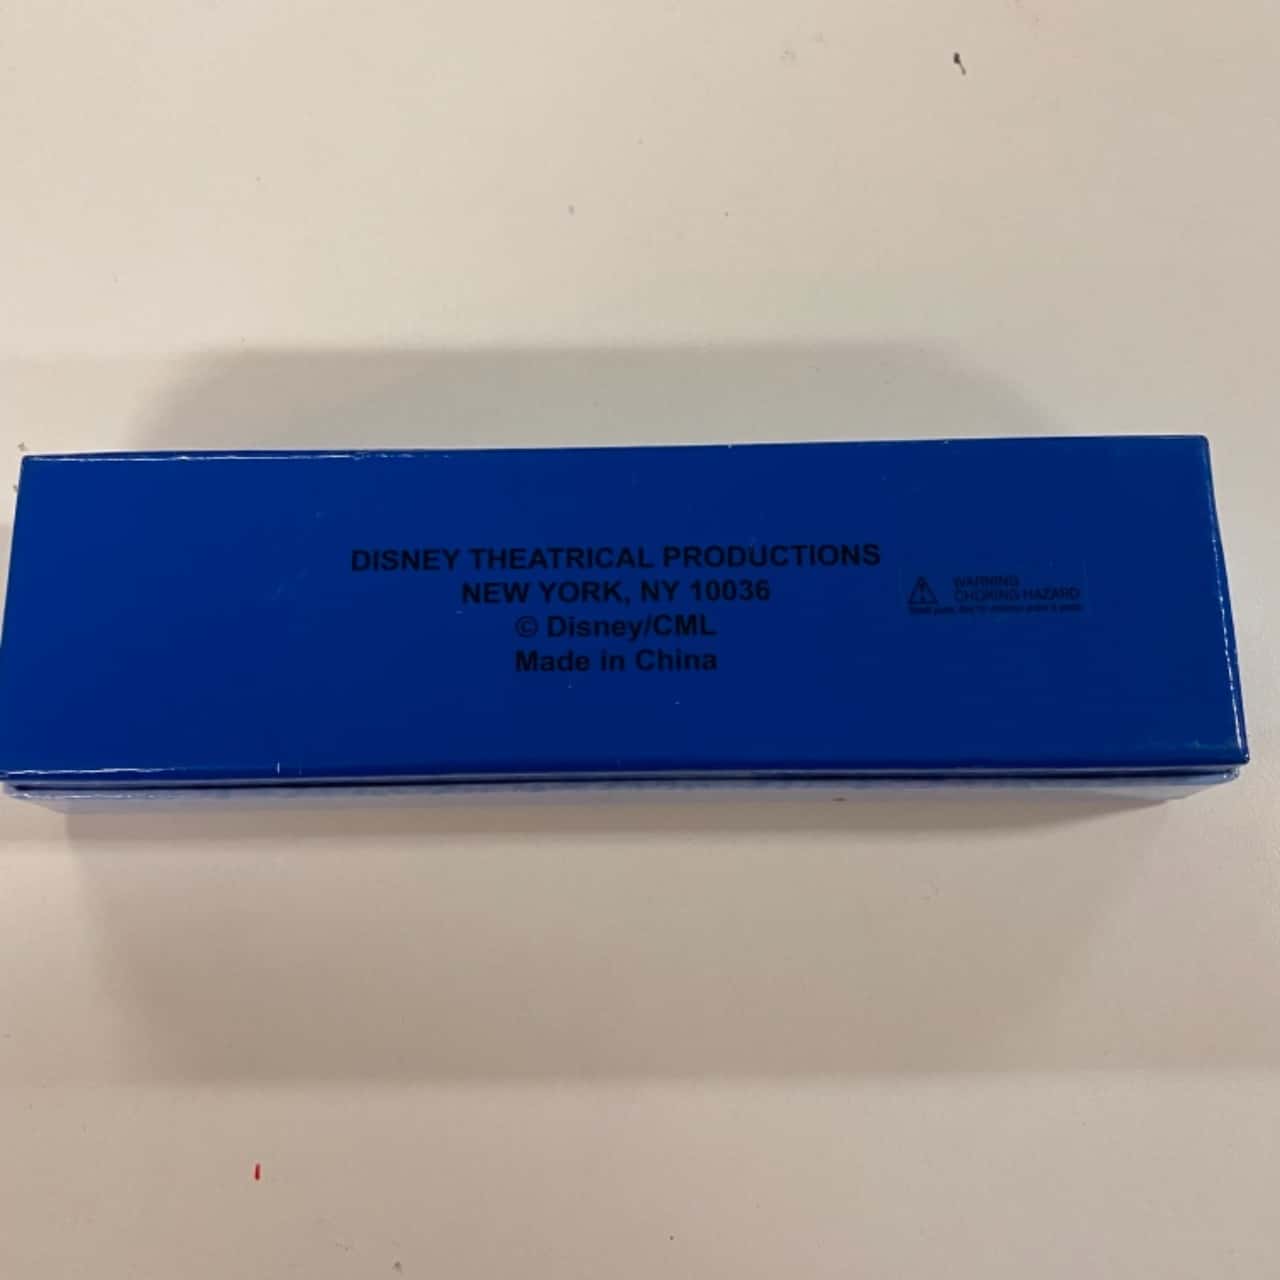 DISNEY THEATRICAL PRODUCTIONS
NEW YORK, NY 10036
© Disney/CML
Made in China
WARNING
CHOKING HAZARD